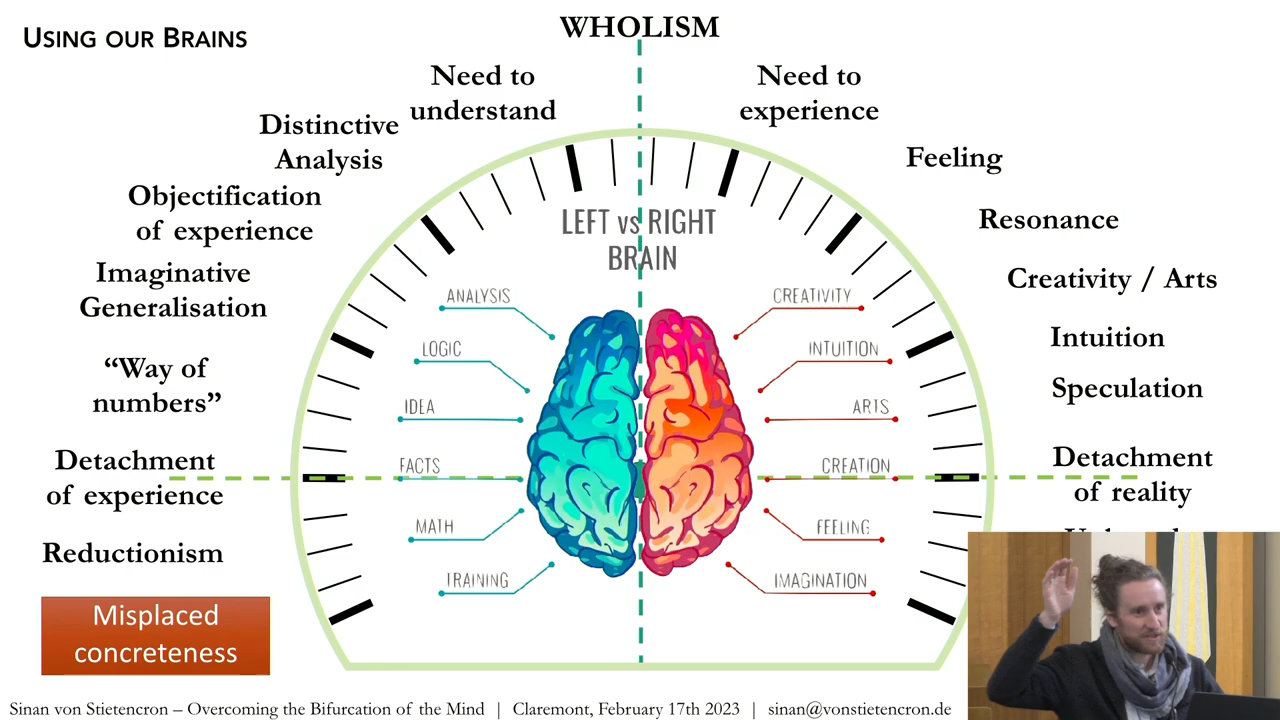 USING OUR BRAINS
WHOLISM
Need to
understand
Need to
experience
Distinctive
Analysis
Feeling
Objectification
of experience
Resonance
LEFT vs RIGHT
BRAIN
Imaginative
Generalisation
Creativity / Arts
ANALYSIS
CREATIVITY
Intuition
LOGIC
INTUITION
"Way of
numbers"
Speculation
IDEA
ARTS
Detachment
of experience
FACTS
CREATION
Detachment
of reality
MATH
FEELING
Reductionism
TRAINING
IMAGINATION
Misplaced
concreteness
Sinan von Stietencron – Overcoming the Bifurcation of the Mind | Claremont, February 17th 2023 | sinan@vonstietencron.de